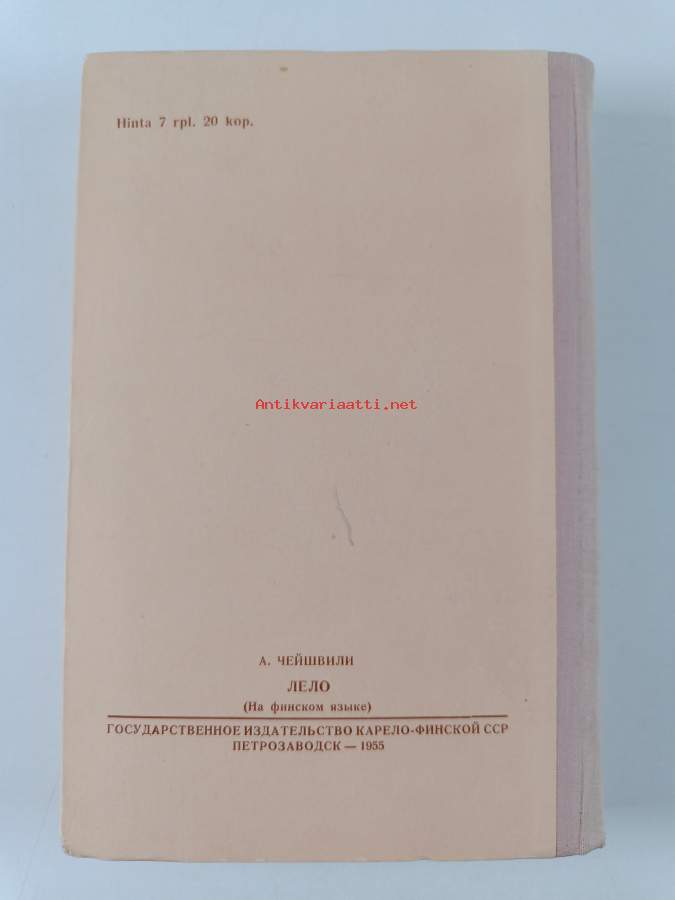 Hinta 7 rpl. 20 kop.
Antikvariaatti.net
А. ЧЕЙШВИЛИ
ЛЕЛО
(На финском языке)
ГОСУДАРСТВЕННОЕ ИЗДАТЕЛЬСТВО КАРЕЛО-ФИНСКОЙ ССР
ПЕТРОЗАВОДСК — 1955